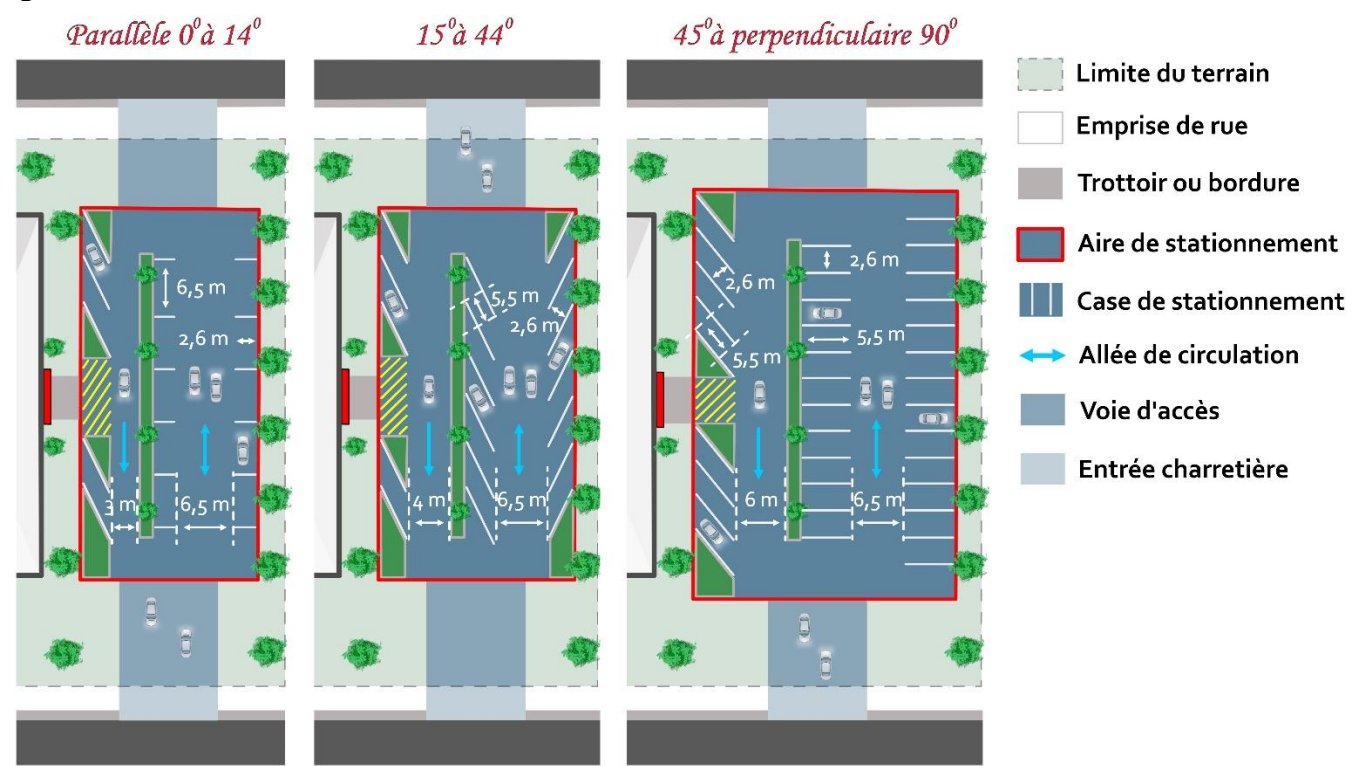 Parallèle 0⁰ à 14⁰
15⁰ à 44⁰
45⁰ à perpendiculaire 90⁰
6,5 m
2,6 m
3 m
6,5 m
5,5 m
2,6 m
4 m
6,5 m
2,6 m
2,6 m
5,5 m
5,5 m
6 m
6,5 m
Limite du terrain
Emprise de rue
Trottoir ou bordure
Aire de stationnement
Case de stationnement
Allée de circulation
Voie d'accès
Entrée charretière